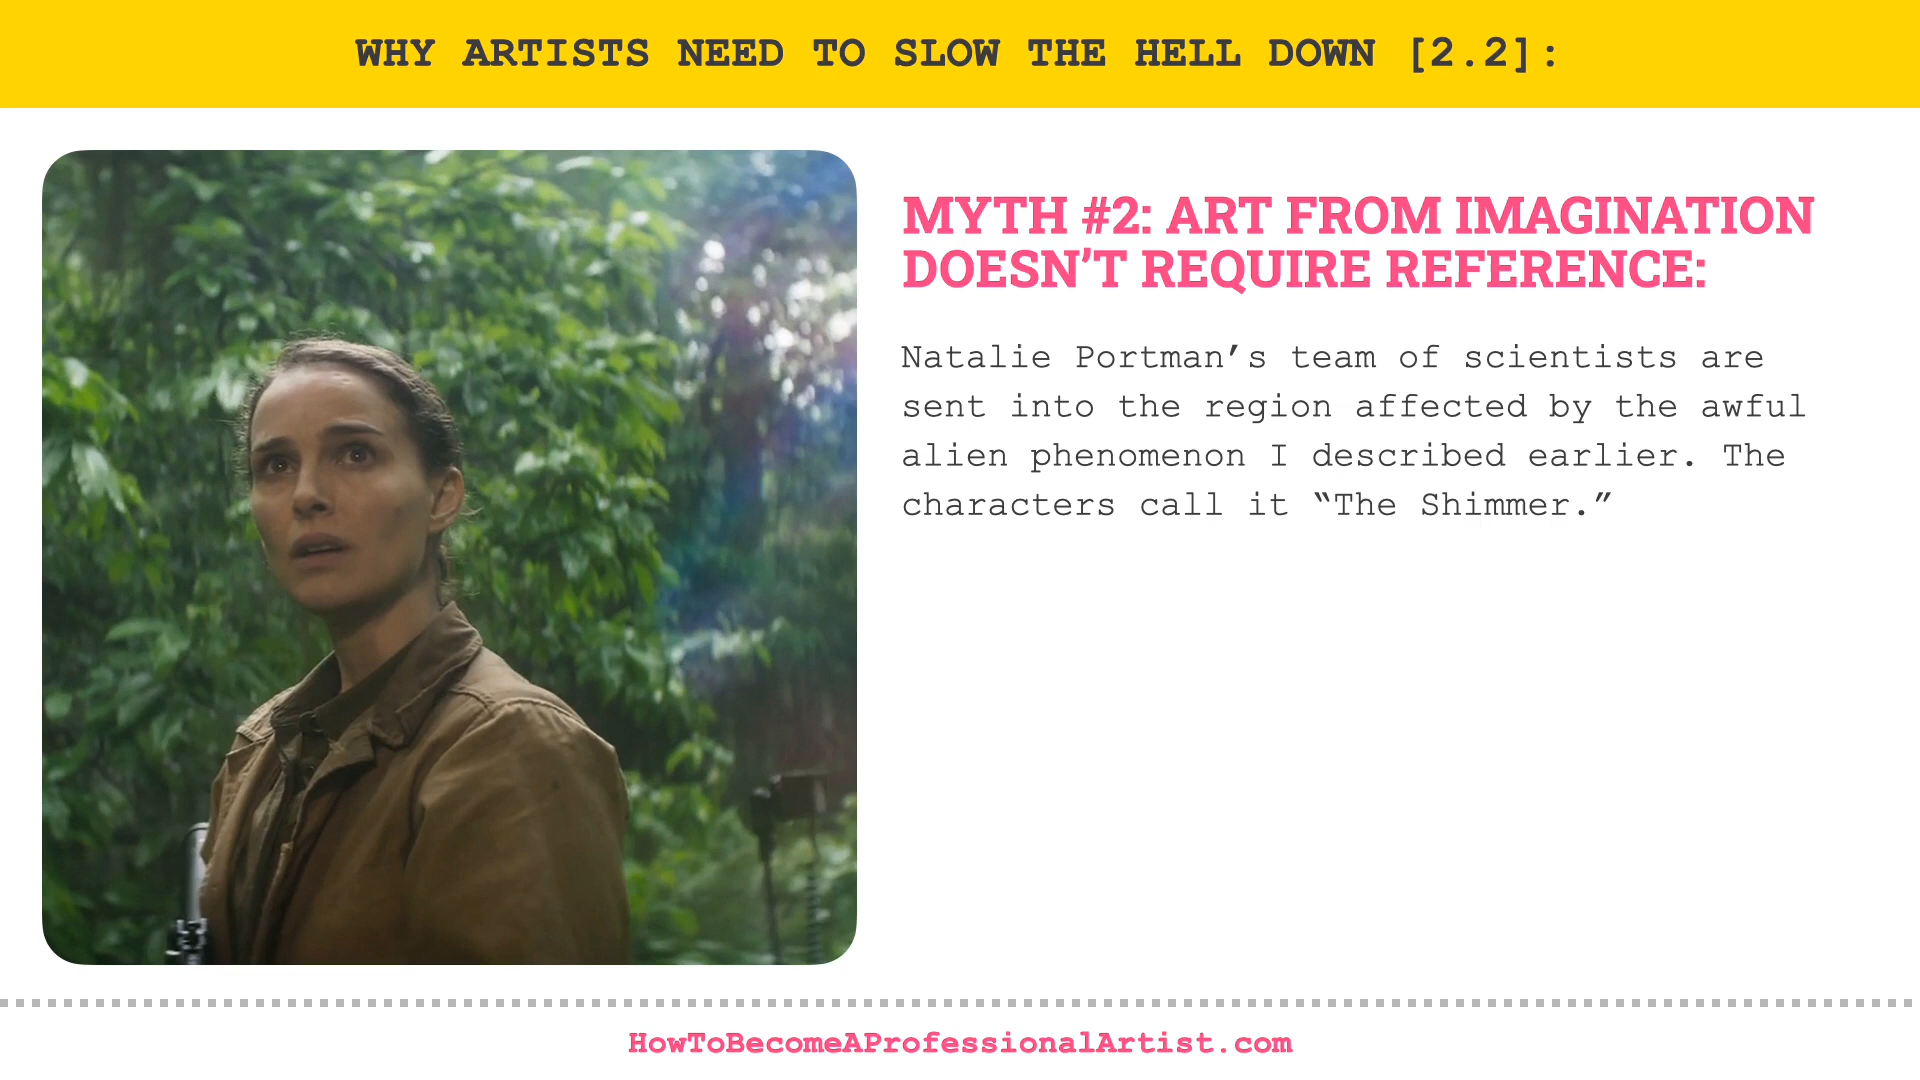 WHY ARTISTS NEED TO SLOW THE HELL DOWN [2.2]:
MYTH #2: ART FROM IMAGINATION
DOESN’T REQUIRE REFERENCE:
Natalie Portman’s team of scientists are
sent into the region affected by the awful
alien phenomenon I described earlier. The
characters call it “The Shimmer.”
HowToBecomeAProfessionalArtist.com